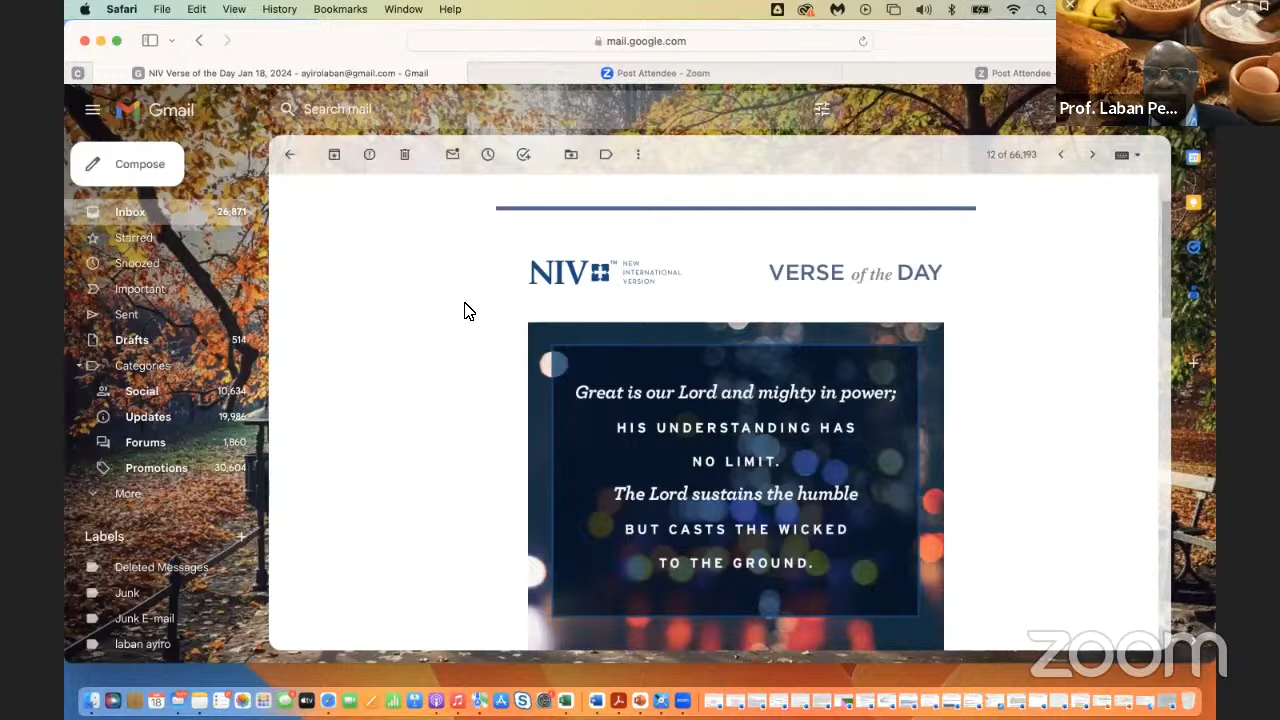 Safari File Edit View History Bookmarks Window Help
mail.google.com
C
G NIV Verse of the Day Jan 18, 2024 - ayirolaban@gmail.com - Gmail
Z Post Attendee - Zoom
Z Post Attendee -
Prof. Laban Pe...
Gmail
Search mail
Compose
12 of 66,193
Inbox 26,871
Starred
Snoozed
Important
Sent
Drafts 514
Categories
Social 10,634
Updates 19,986
Forums 1,860
Promotions 30,604
More
Labels
Deleted Messages
Junk
Junk E-mail
laban ayiro
NIV™ NEW
INTERNATIONAL
VERSION
VERSE of the DAY
Great is our Lord and mighty in power;
HIS UNDERSTANDING HAS
NO LIMIT.
The Lord sustains the humble
BUT CASTS THE WICKED
TO THE GROUND.
zoom
18